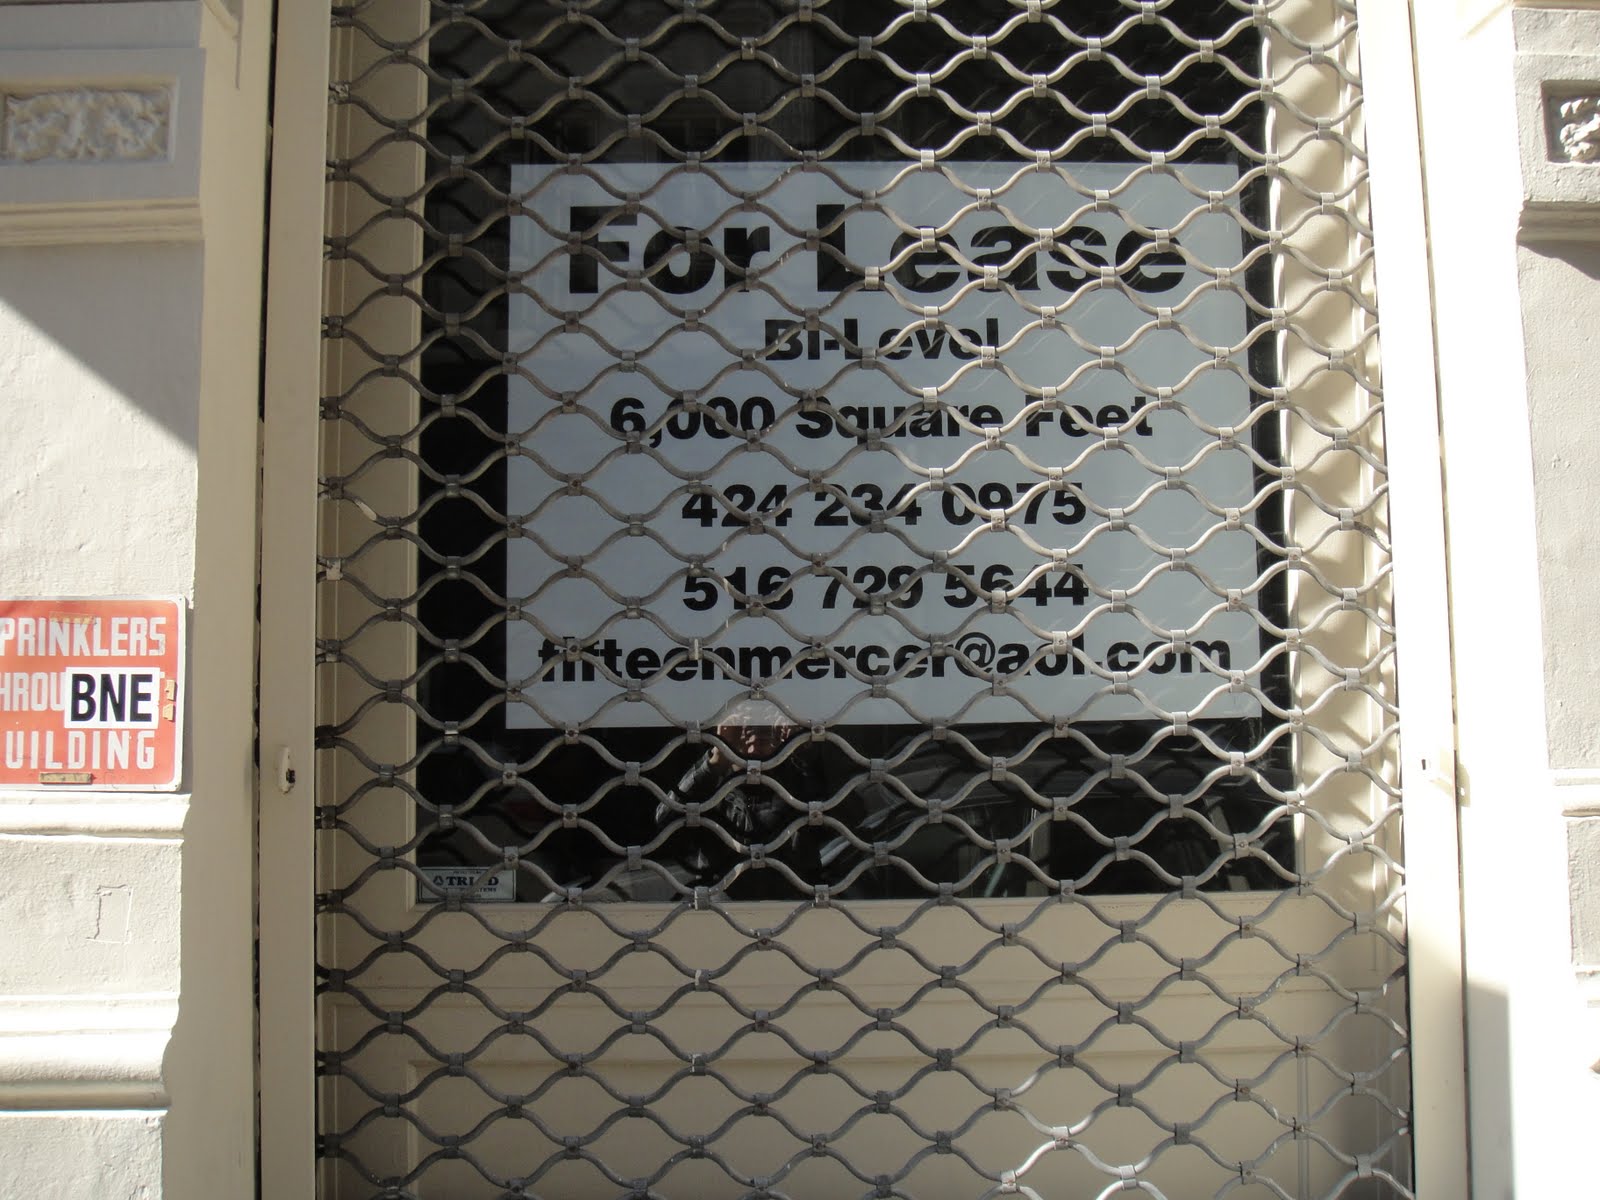 For Lease
Bi-Level
6,000 Square Feet
424 234 0975
516 729 5644
fifteenmercer@aol.com
PRINKLERS
HROU
BNE
UILDING